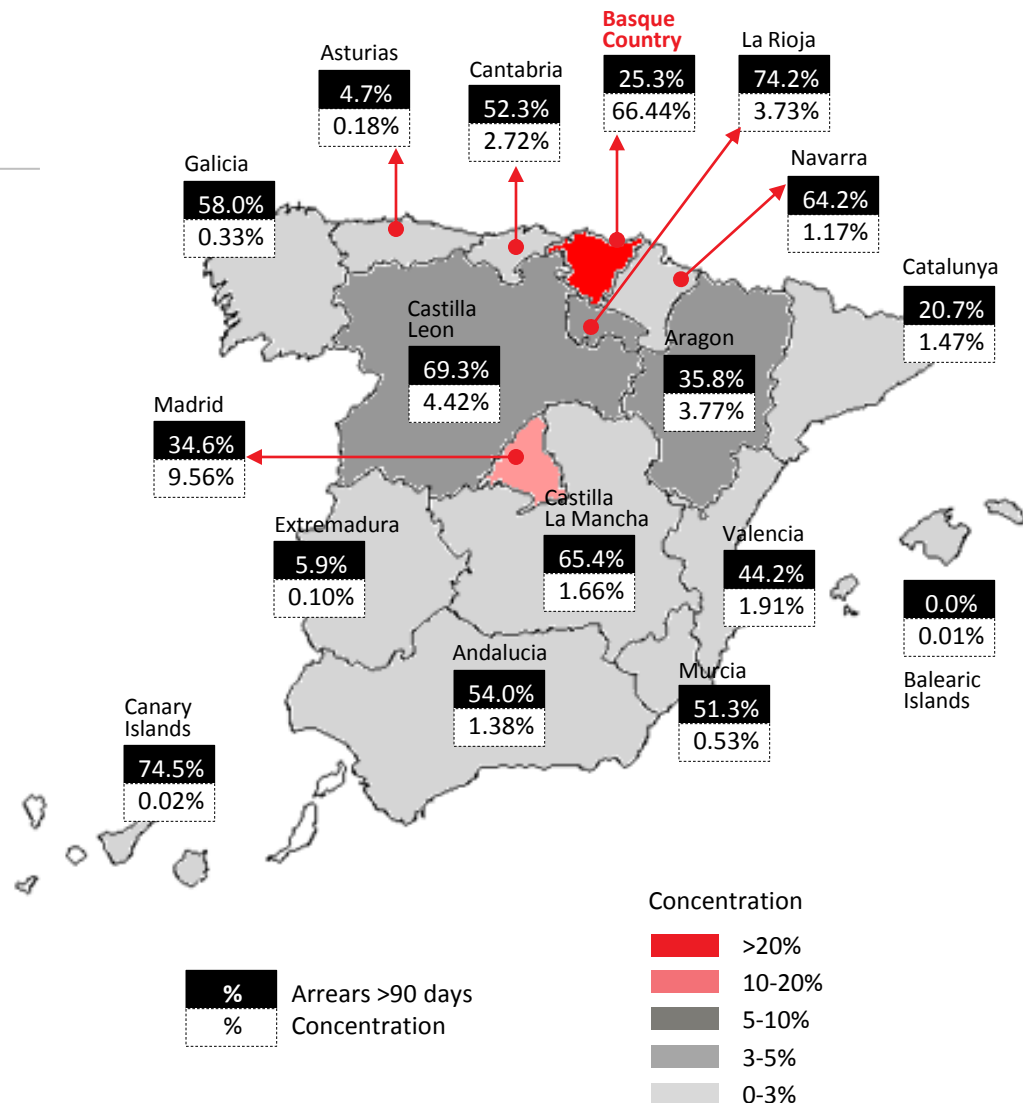 Basque
Country
25.3%
66.44%
La Rioja
74.2%
3.73%
Asturias
4.7%
0.18%
Cantabria
52.3%
2.72%
Navarra
64.2%
1.17%
Galicia
58.0%
0.33%
Catalunya
20.7%
1.47%
Castilla
Leon
69.3%
4.42%
Aragon
35.8%
3.77%
Madrid
34.6%
9.56%
Castilla
La Mancha
65.4%
1.66%
Extremadura
5.9%
0.10%
Valencia
44.2%
1.91%
0.0%
0.01%
Balearic
Islands
Andalucia
54.0%
1.38%
Murcia
51.3%
0.53%
Canary
Islands
74.5%
0.02%
Concentration
>20%
10-20%
5-10%
3-5%
0-3%
% Arrears >90 days
% Concentration